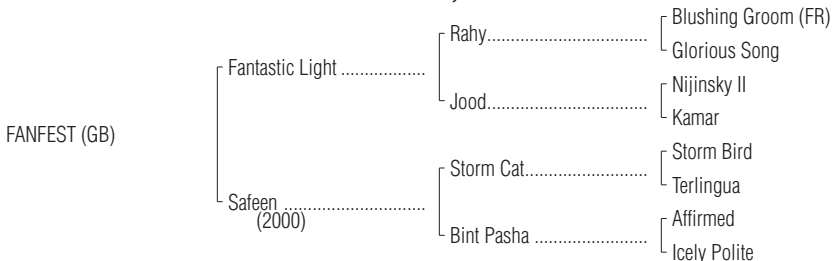 Blushing Groom (FR)
Rahy........................................
Glorious Song
Fantastic Light ..................
Nijinsky II
Jood........................................
Kamar
FANFEST (GB)
Storm Bird
Storm Cat...............................
Terlingua
Safeen ..............................
(2000)
Affirmed
Bint Pasha ............................
Icely Polite